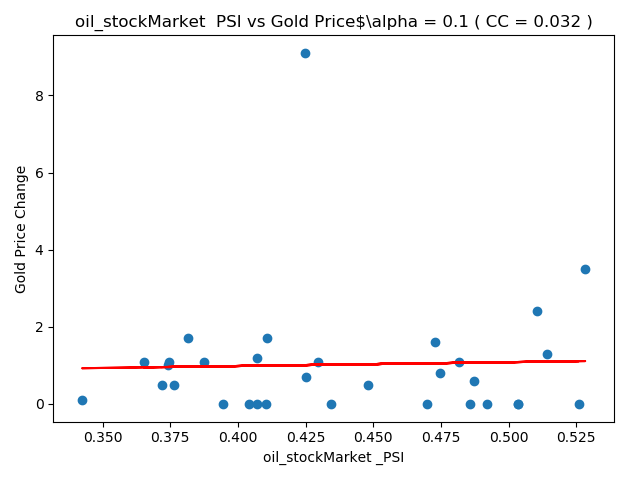 oil_stockMarket  PSI vs Gold Price$\alpha = 0.1 ( CC = 0.032 )
Gold Price Change
8
6
4
2
0
0.350 0.375 0.400 0.425 0.450 0.475 0.500 0.525
oil_stockMarket _PSI